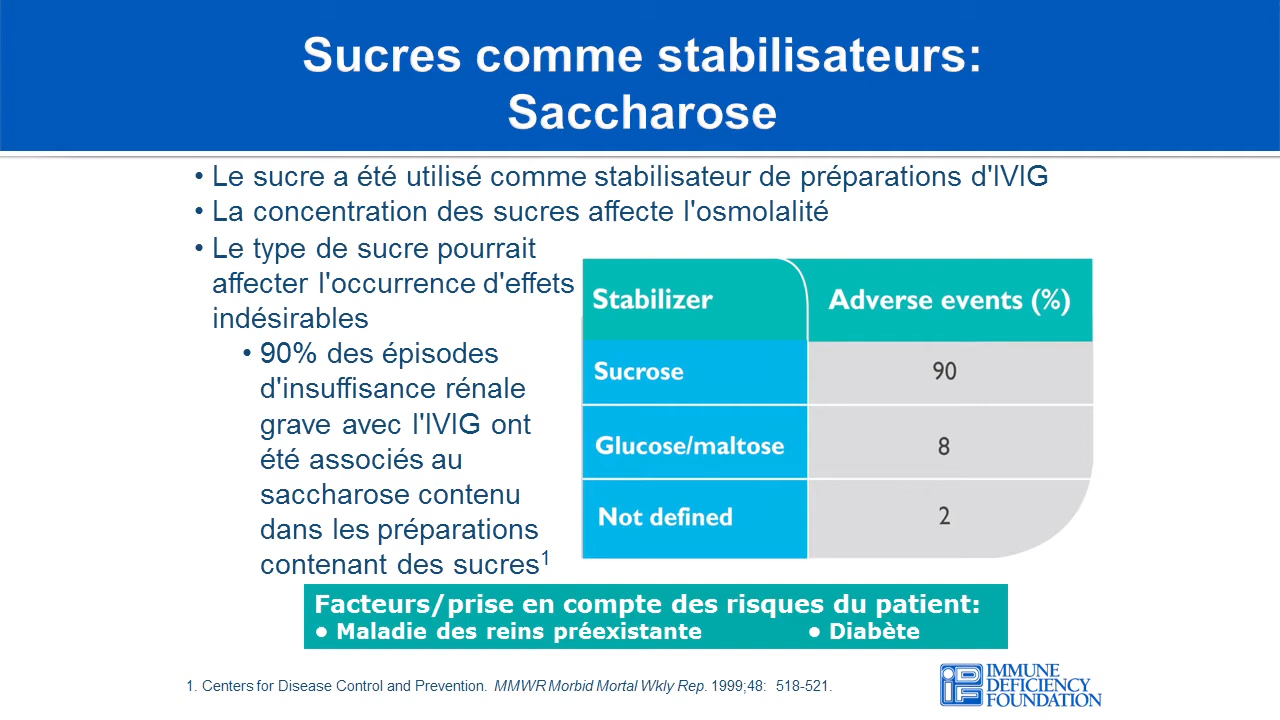 Sucres comme stabilisateurs:
Saccharose
• Le sucre a été utilisé comme stabilisateur de préparations d'IVIG
• La concentration des sucres affecte l'osmolalité
• Le type de sucre pourrait
affecter l'occurrence d'effets
indésirables
• 90% des épisodes
d'insuffisance rénale
grave avec l'IVIG ont
été associés au
saccharose contenu
dans les préparations
contenant des sucres1
Stabilizer Adverse events (%)
Sucrose 90
Glucose/maltose 8
Not defined 2
Facteurs/prise en compte des risques du patient:
● Maladie des reins préexistante ● Diabète
1. Centers for Disease Control and Prevention. MMWR Morbid Mortal Wkly Rep. 1999;48: 518-521.
IDF
IMMUNE
DEFICIENCY
FOUNDATION